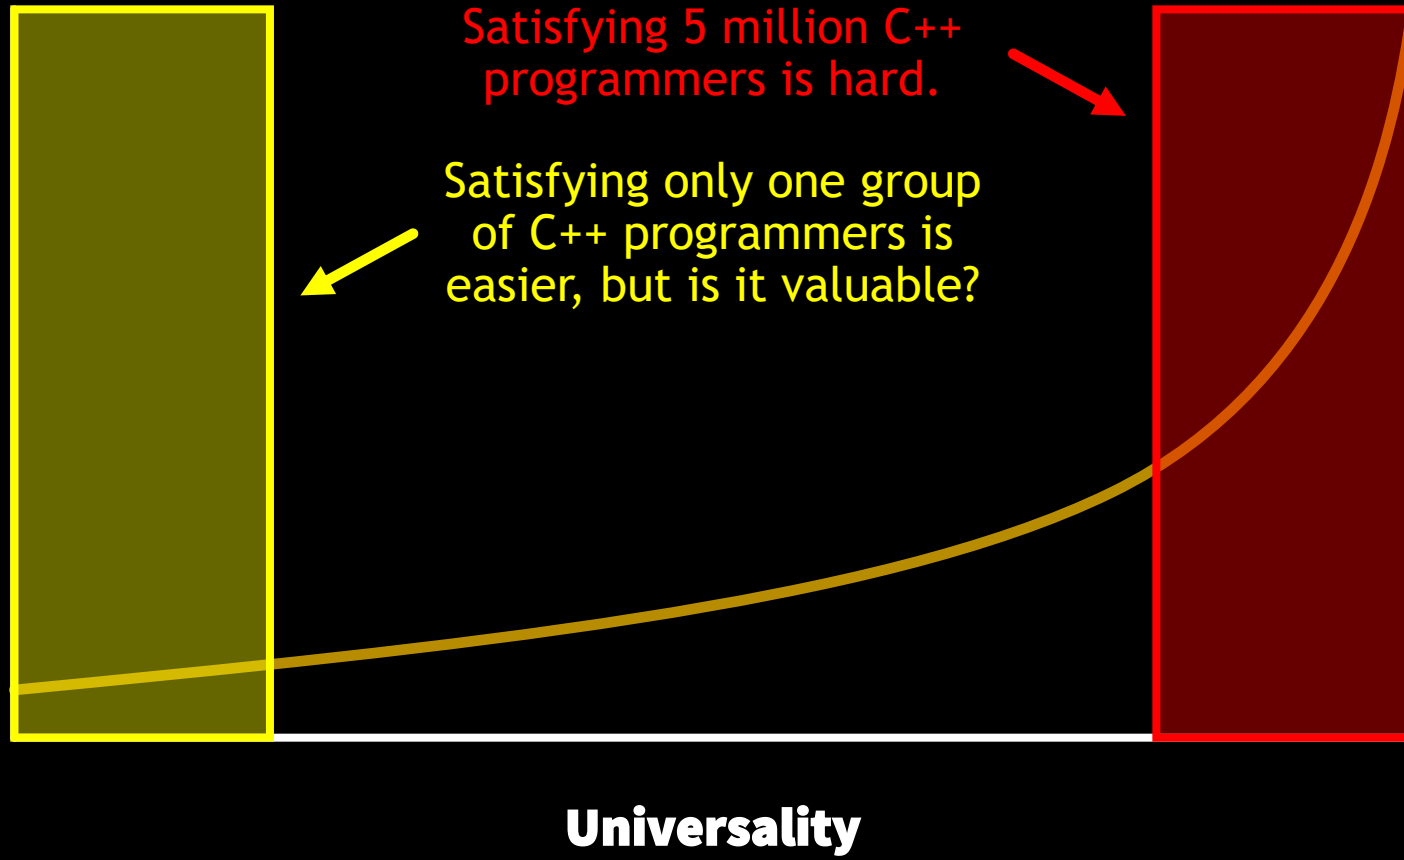 Satisfying 5 million C++
programmers is hard.
Satisfying only one group
of C++ programmers is
easier, but is it valuable?
Universality